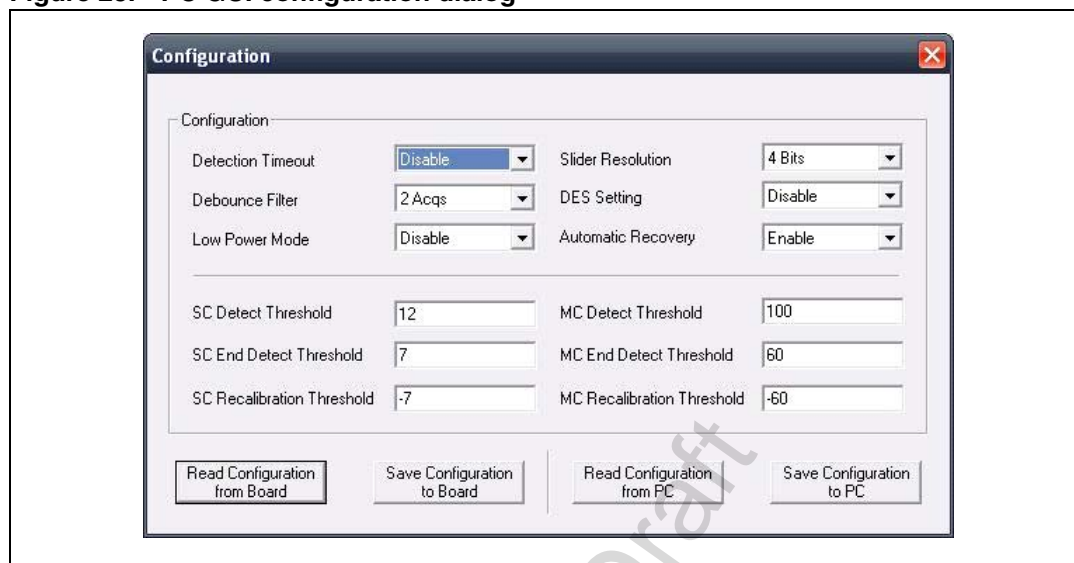 Configuration
Configuration
Detection Timeout Disable Slider Resolution 4 Bits
Debounce Filter 2 Acqs DES Setting Disable
Low Power Mode Disable Automatic Recovery Enable
SC Detect Threshold 12 MC Detect Threshold 100
SC End Detect Threshold 7 MC End Detect Threshold 60
SC Recalibration Threshold -7 MC Recalibration Threshold -60
Read Configuration
from Board
Save Configuration
to Board
Read Configuration
from PC
Save Configuration
to PC
Draft